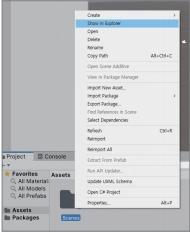 Create
Show in Explorer
Open
Delete
Rename
Copy Path Alt+Ctrl+C
Open Scene Additive
View in Package Manager
Import New Asset...
Import Package
Export Package...
Find References In Scene
Select Dependencies
Refresh Ctrl+R
Reimport
Reimport All
Extract From Prefab
Run API Updater...
Update UXML Schema
Open C# Project
Properties... Alt+P
Project Console
Favorites
All Material
All Models
All Prefabs
Assets
Packages
Assets
Scenes